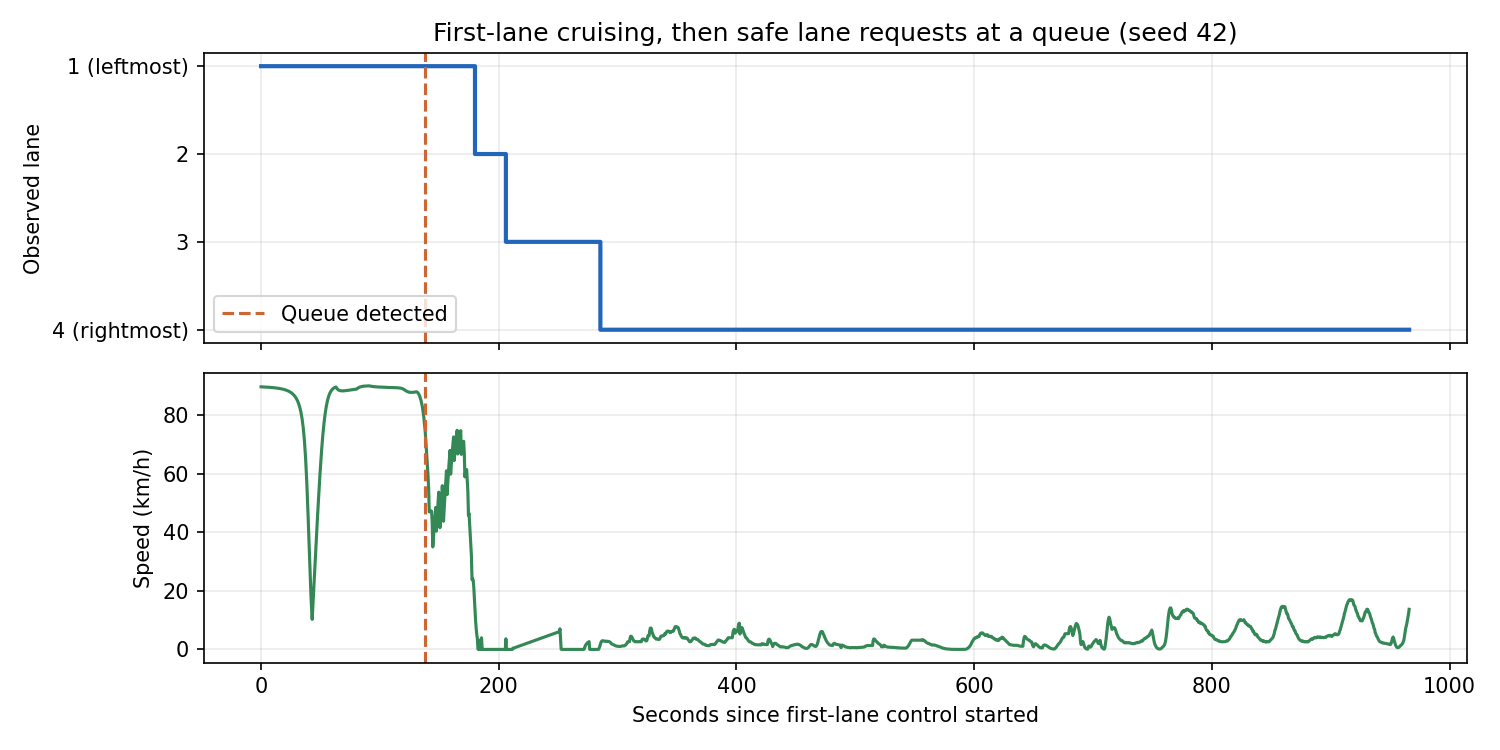 First-lane cruising, then safe lane requests at a queue (seed 42)
Observed lane
1 (leftmost)
2
3
4 (rightmost)
Queue detected
Speed (km/h)
80
60
40
20
0
0 200 400 600 800 1000
Seconds since first-lane control started